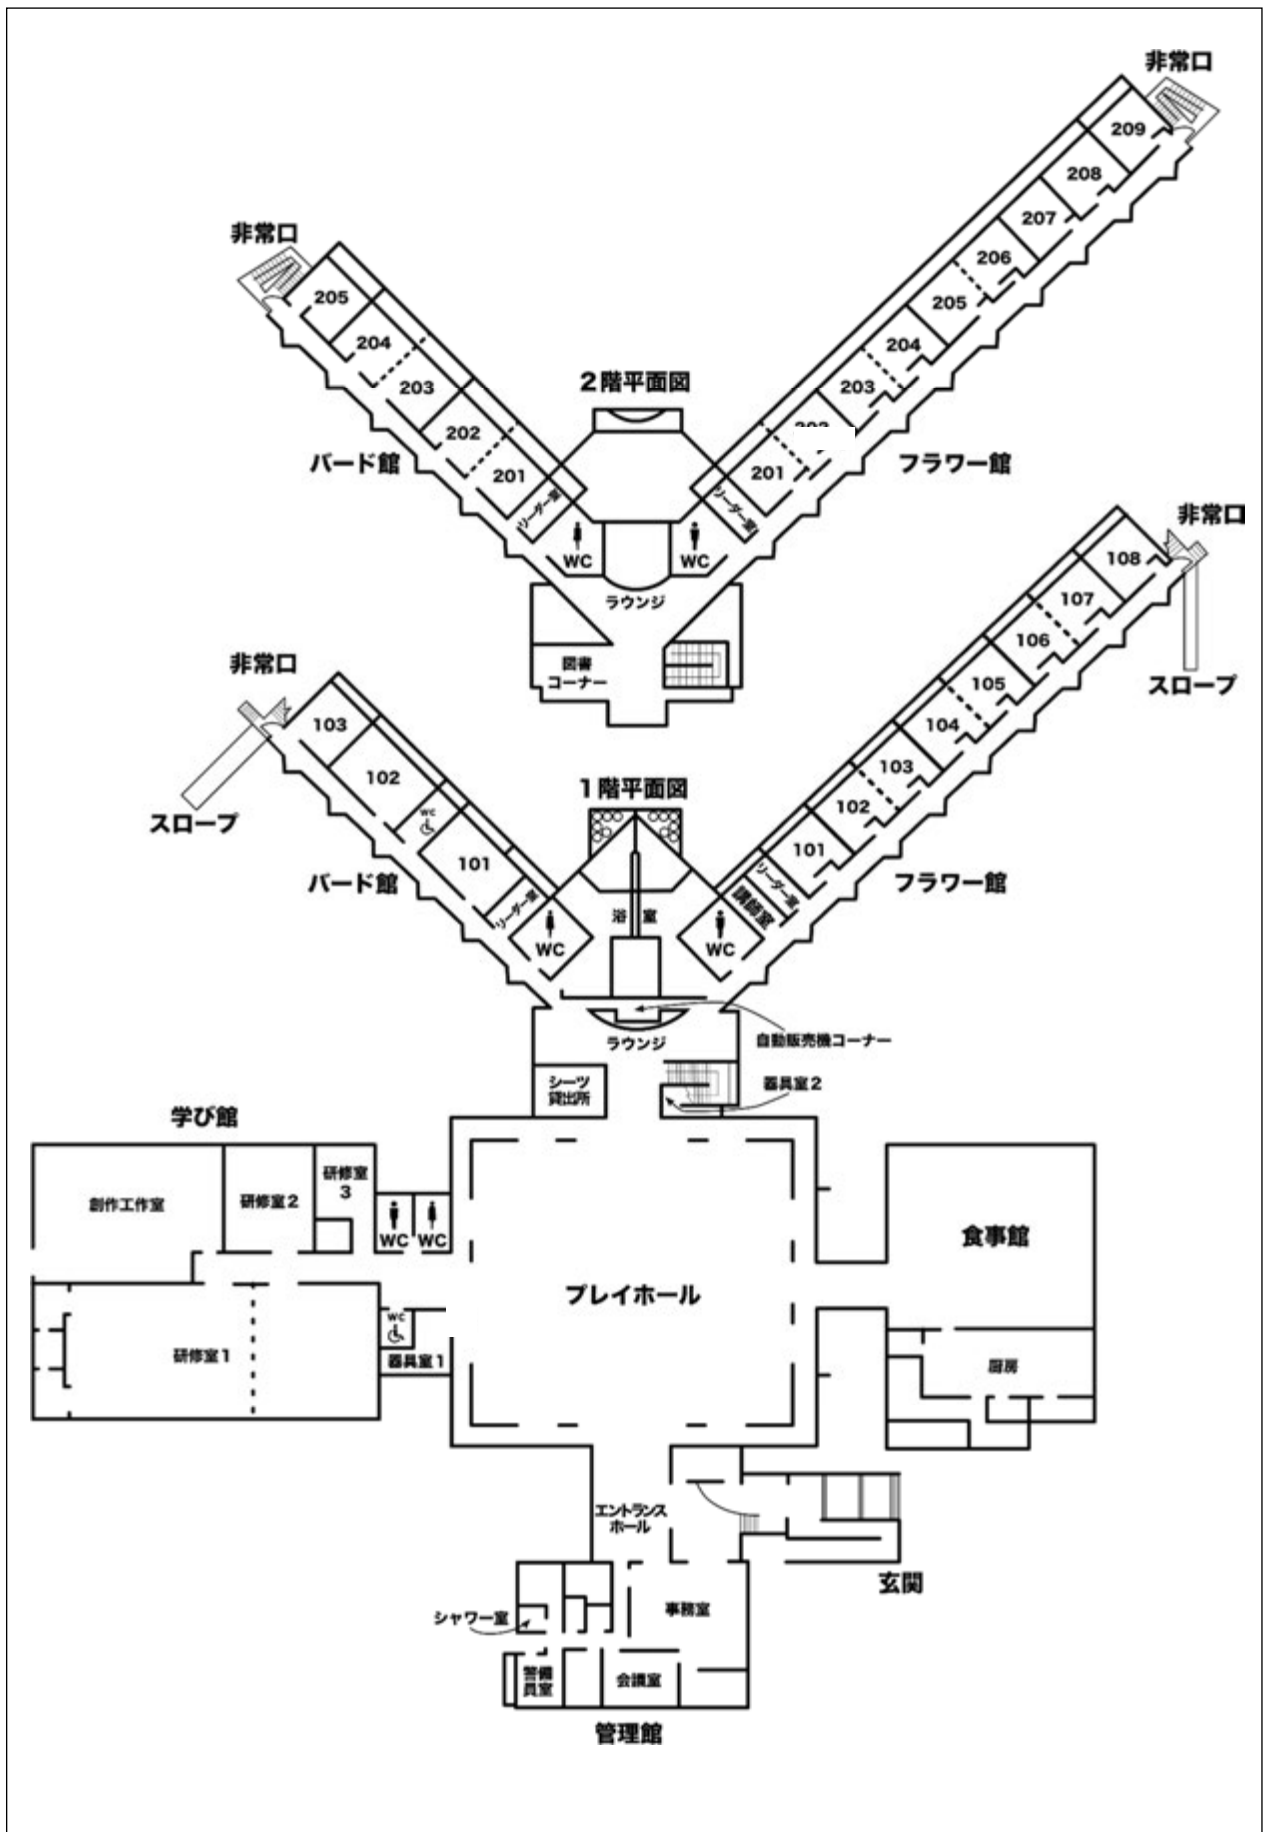 非常口
209
208
207
206
205
204
203
201
リーダー室
フラワー館
非常口
205
204
203
202
201
リーダー室
バード館
2階平面図
WC
WC
ラウンジ
図書
コーナー
非常口
スロープ
108
107
106
105
104
103
102
101
リーダー室
講師室
フラワー館
非常口
スロープ
103
102
WC
101
リーダー室
バード館
1階平面図
浴室
WC
WC
自動販売機コーナー
ラウンジ
シーツ
貸出所
器具室2
学び館
創作工作室
研修室2
研修室
3
WC
WC
研修室1
WC
器具室1
プレイホール
食事館
厨房
エントランス
ホール
玄関
事務室
シャワー室
警備
員室
会議室
管理館